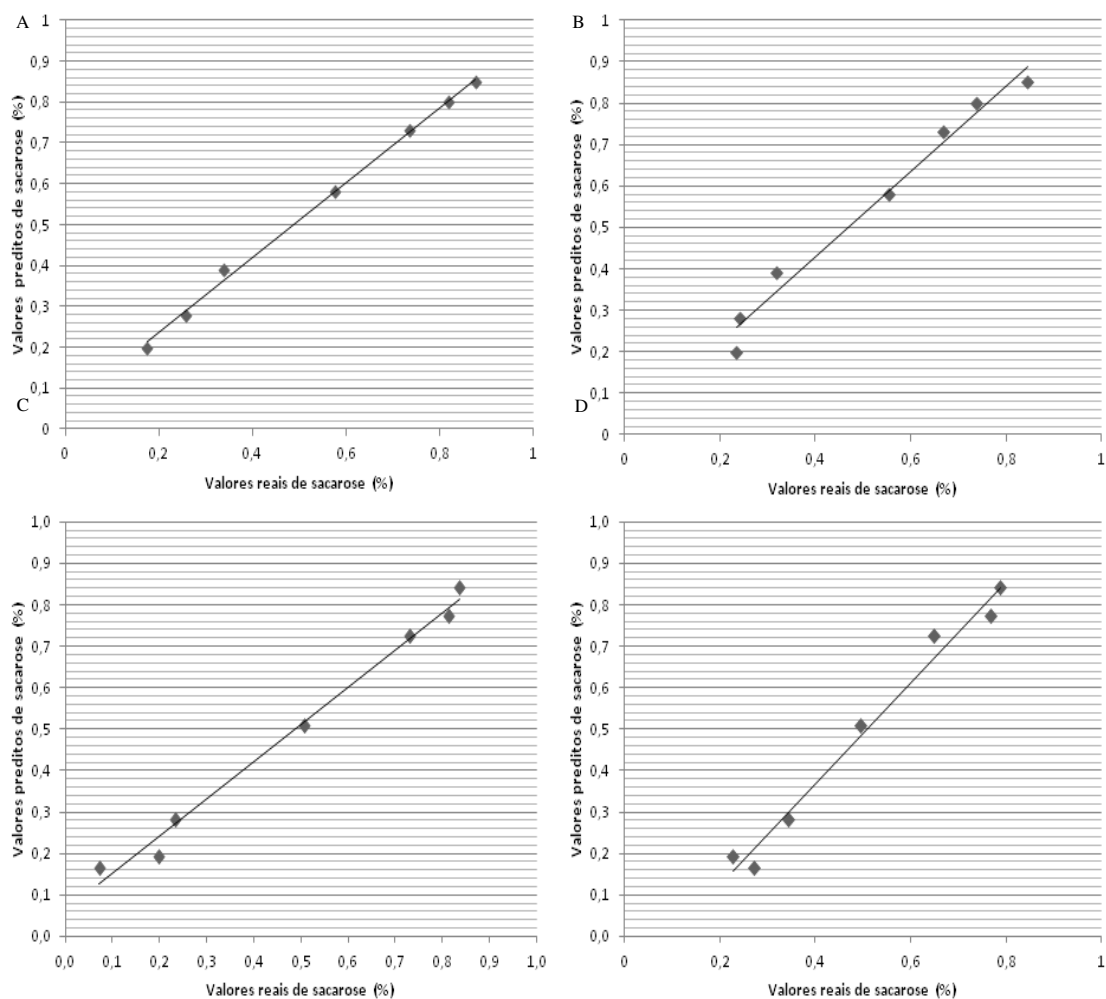 A
1
0,9
0,8
0,7
0,6
0,5
0,4
0,3
0,2
0,1
0
Valores preditos de sacarose (%)
0 0,2 0,4 0,6 0,8 1
Valores reais de sacarose (%)
B
1
0,9
0,8
0,7
0,6
0,5
0,4
0,3
0,2
0,1
0
Valores preditos de sacarose (%)
0 0,2 0,4 0,6 0,8 1
Valores reais de sacarose (%)
C
1,0
0,9
0,8
0,7
0,6
0,5
0,4
0,3
0,2
0,1
0,0
Valores preditos de sacarose (%)
0,0 0,1 0,2 0,3 0,4 0,5 0,6 0,7 0,8 0,9 1,0
Valores reais de sacarose (%)
D
1,0
0,9
0,8
0,7
0,6
0,5
0,4
0,3
0,2
0,1
0,0
Valores preditos de sacarose (%)
0 0,2 0,4 0,6 0,8 1
Valores reais de sacarose (%)